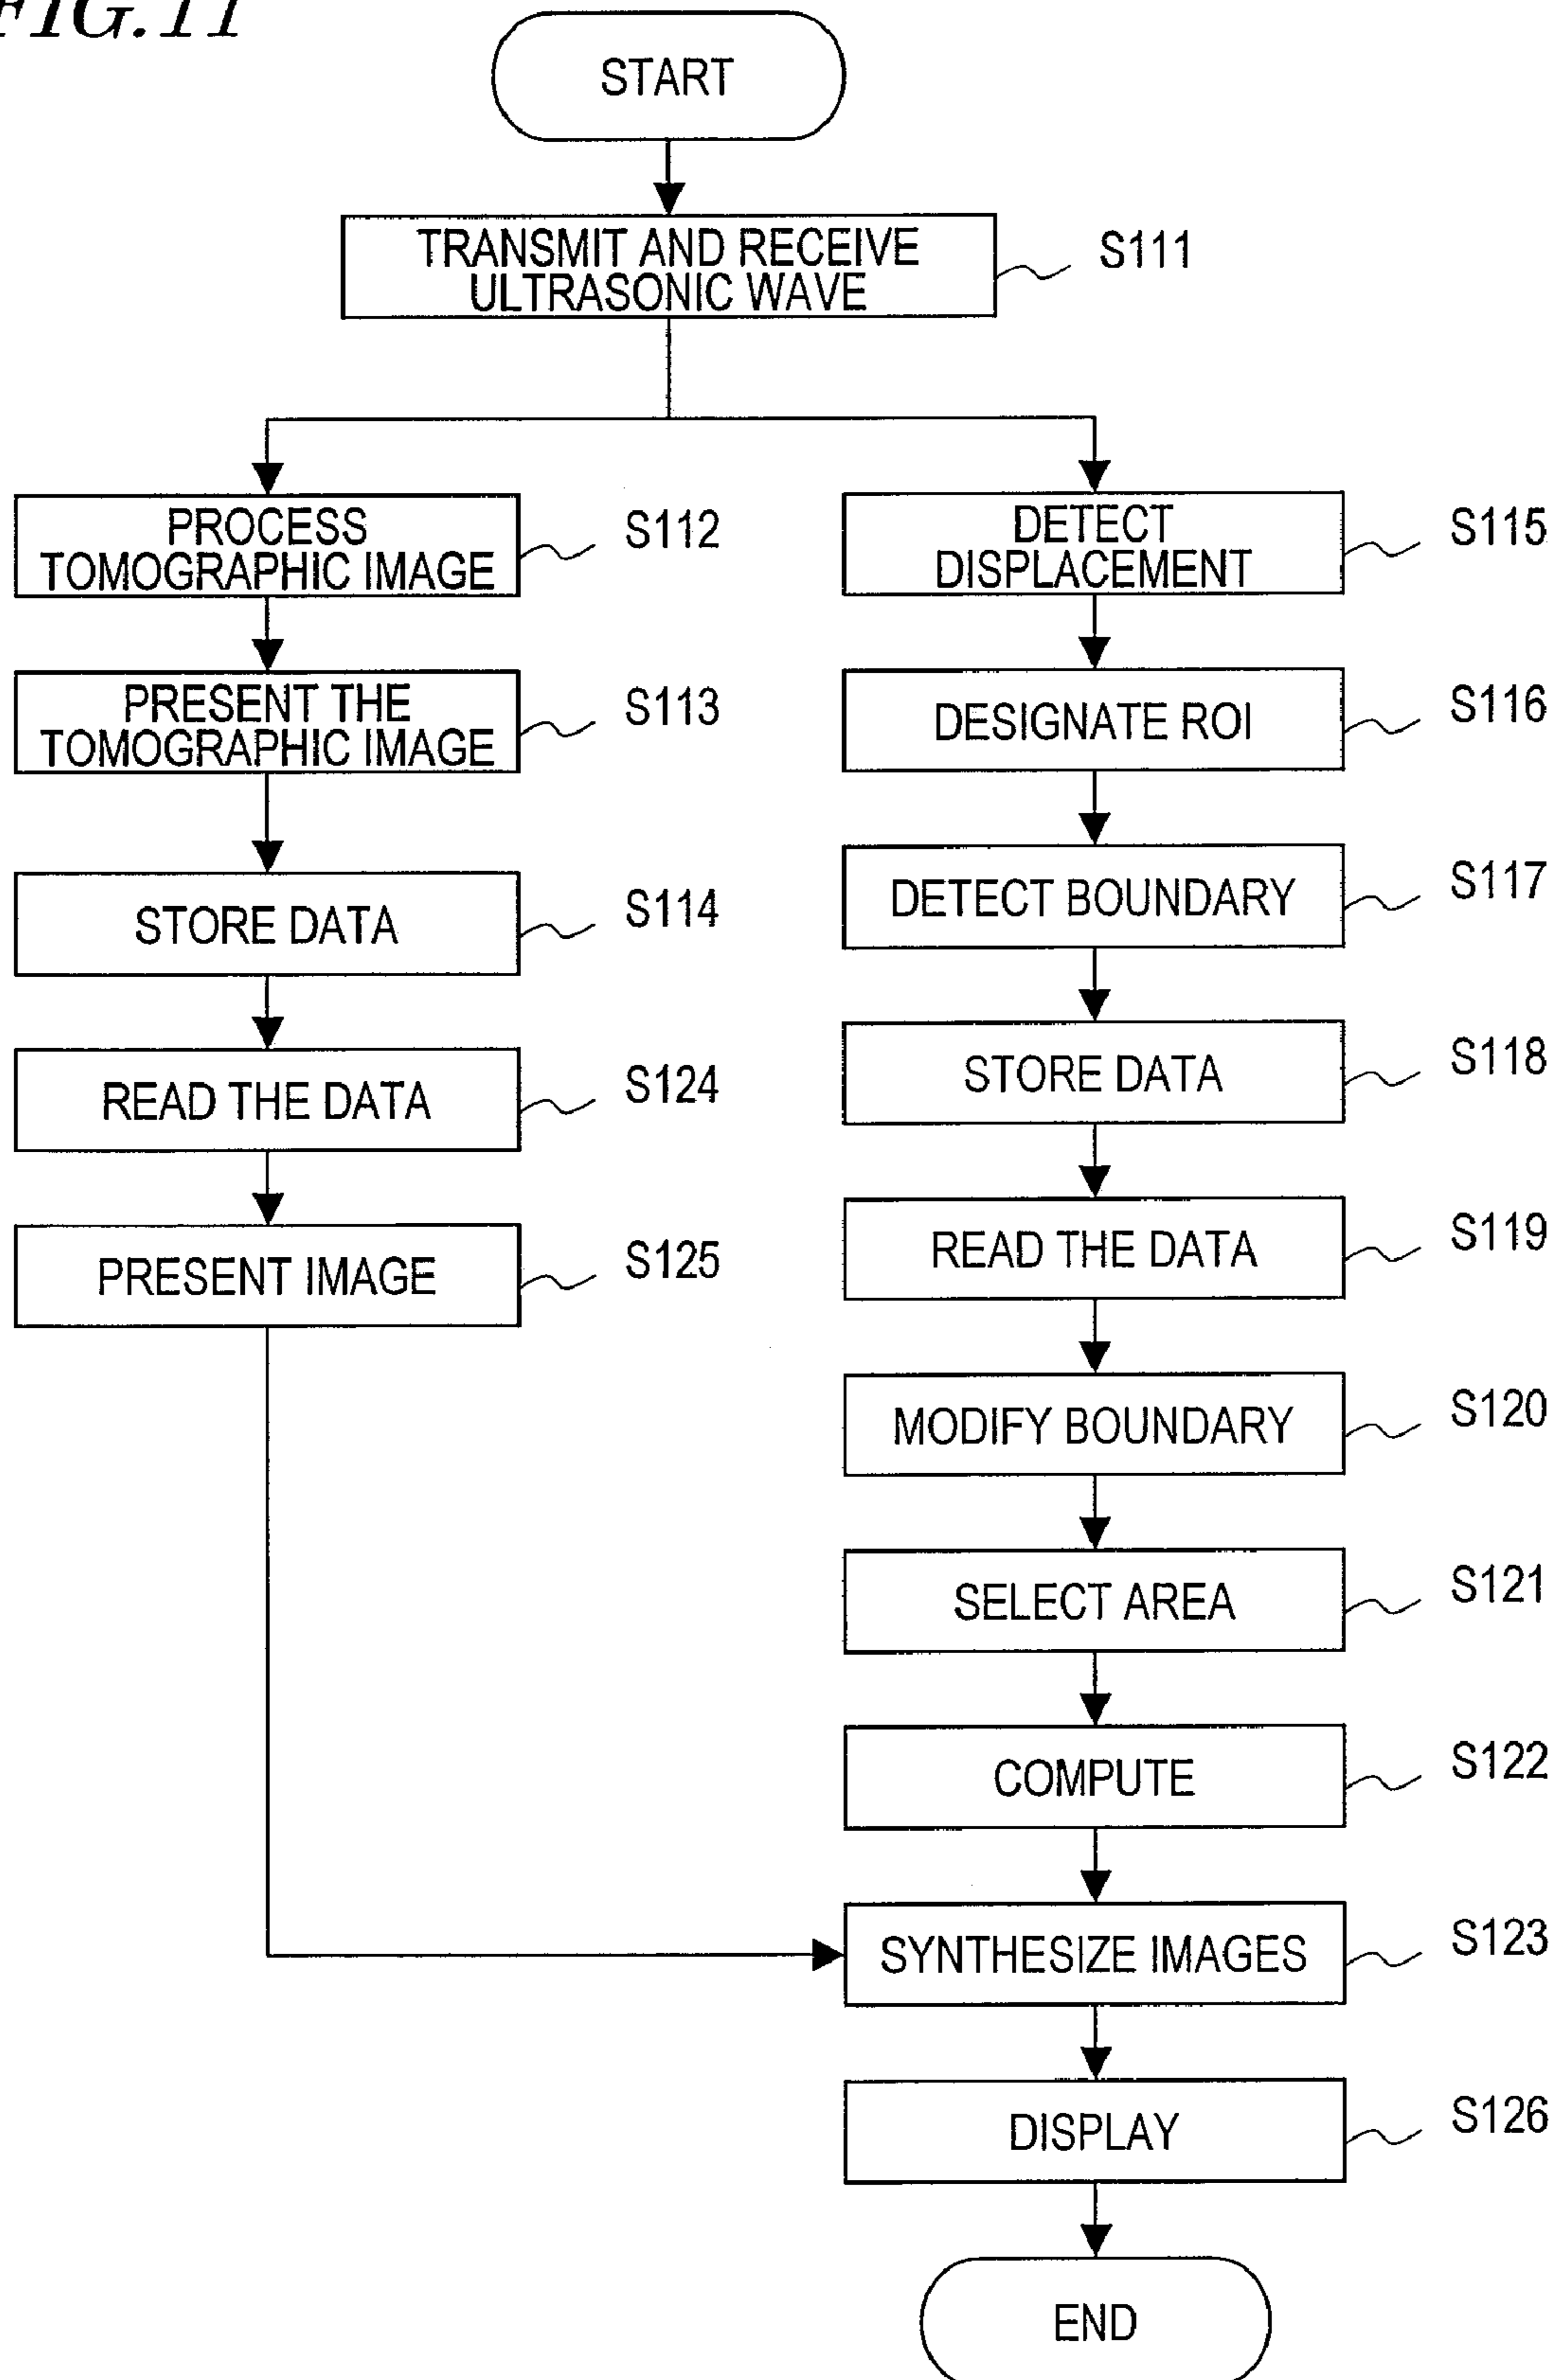 FIG.11
START
TRANSMIT AND RECEIVE
ULTRASONIC WAVE
S111
PROCESS
TOMOGRAPHIC IMAGE
S112
PRESENT THE
TOMOGRAPHIC IMAGE
S113
STORE DATA
S114
READ THE DATA
S124
PRESENT IMAGE
S125
DETECT
DISPLACEMENT
S115
DESIGNATE ROI
S116
DETECT BOUNDARY
S117
STORE DATA
S118
READ THE DATA
S119
MODIFY BOUNDARY
S120
SELECT AREA
S121
COMPUTE
S122
SYNTHESIZE IMAGES
S123
DISPLAY
S126
END